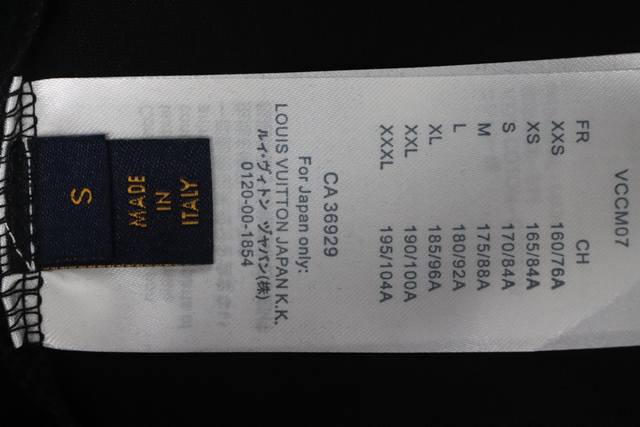 VCCM07
FR CH
XXS 160/76A
XS 165/84A
S 170/84A
M 175/88A
L 180/92A
XL 185/96A
XXL 190/100A
XXXL 195/104A
CA 36929
For Japan only:
LOUIS VUITTON JAPAN K.K.
ルイ・ヴィトン ジャパン(株)
0120-00-1854
S
MADE
IN
ITALY